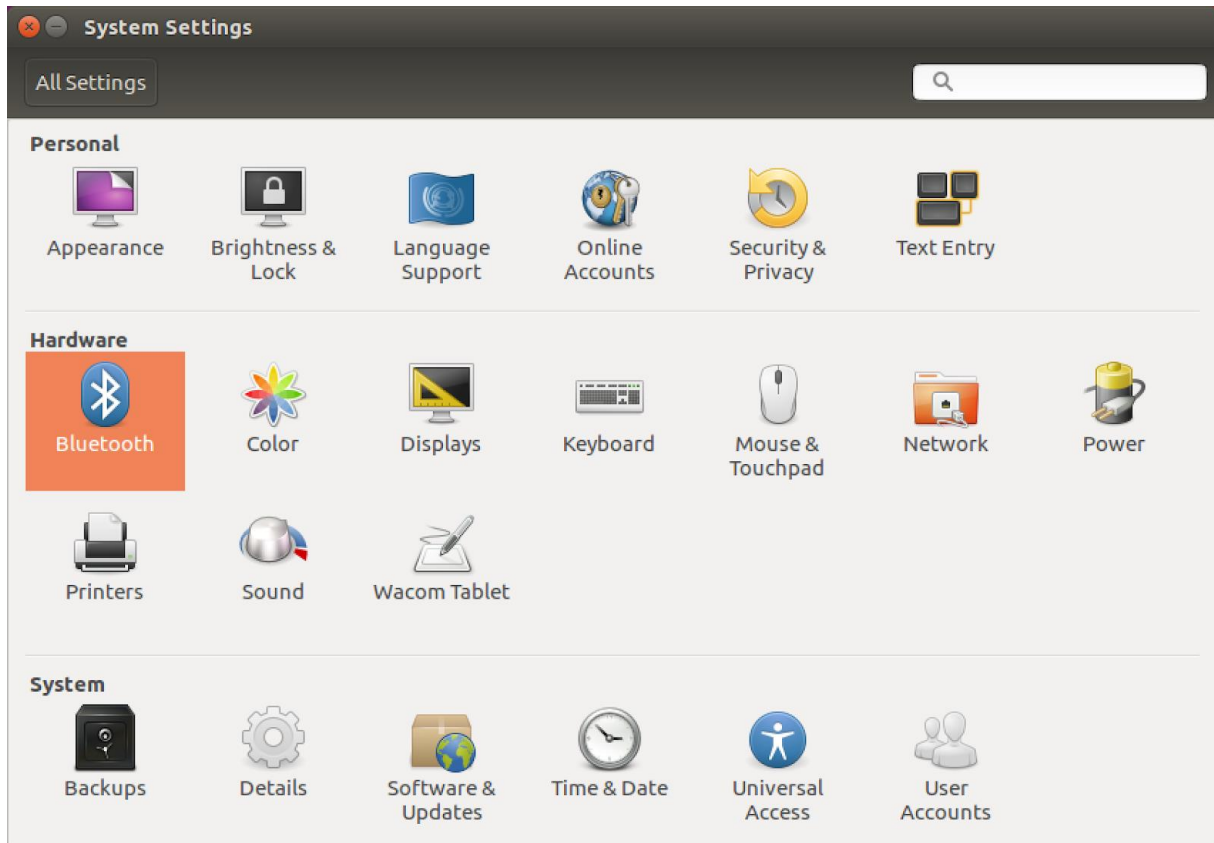 System Settings
All Settings
Personal
Appearance
Brightness &
Lock
Language
Support
Online
Accounts
Security &
Privacy
Text Entry
Hardware
Bluetooth
Color
Displays
Keyboard
Mouse &
Touchpad
Network
Power
Printers
Sound
Wacom Tablet
System
Backups
Details
Software &
Updates
Time & Date
Universal
Access
User
Accounts